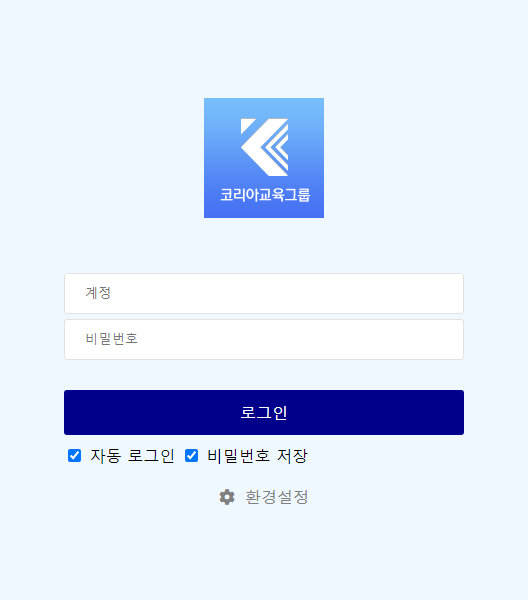 코리아교육그룹
계정
비밀번호
로그인
자동 로그인 비밀번호 저장
환경설정